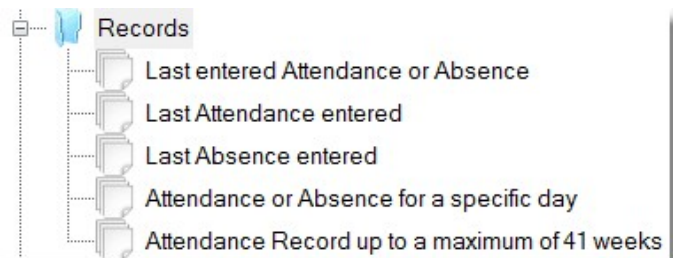 Records
Last entered Attendance or Absence
Last Attendance entered
Last Absence entered
Attendance or Absence for a specific day
Attendance Record up to a maximum of 41 weeks